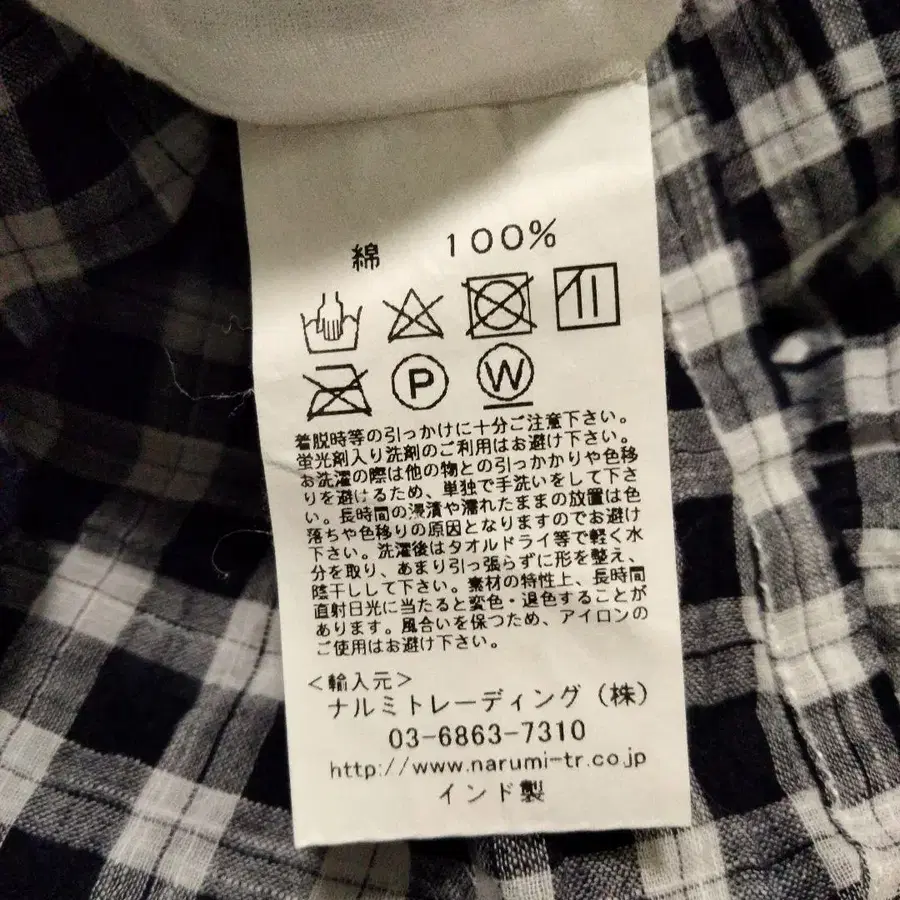 綿 100%
P W
着脱時等の引っかけに十分ご注意下さい。
蛍光剤入り洗剤のご利用はお避け下さい。
お洗濯の際は他の物との引っかかりや色移
りを避けるため、単独で手洗いをして下さ
い。長時間の浸漬や濡れたままの放置は色
落ちや色移りの原因となりますのでお避け
下さい。洗濯後はタオルドライ等で軽く水
分を取り、あまり引っ張らずに形を整え、
陰干しして下さい。素材の特性上、長時間
直射日光に当たると変色・退色することが
あります。風合いを保つため、アイロンの
ご使用はお避け下さい。
<輸入元>
ナルミトレーディング(株)
03-6863-7310
http://www.narumi-tr.co.jp
インド製